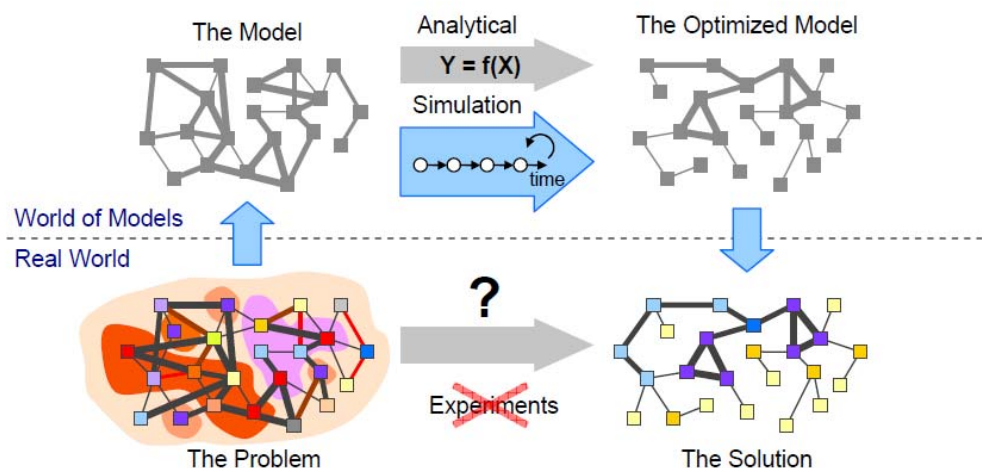 The Model
Analytical
The Optimized Model
Y = f(X)
Simulation
time
World of Models
Real World
?
Experiments
The Problem
The Solution